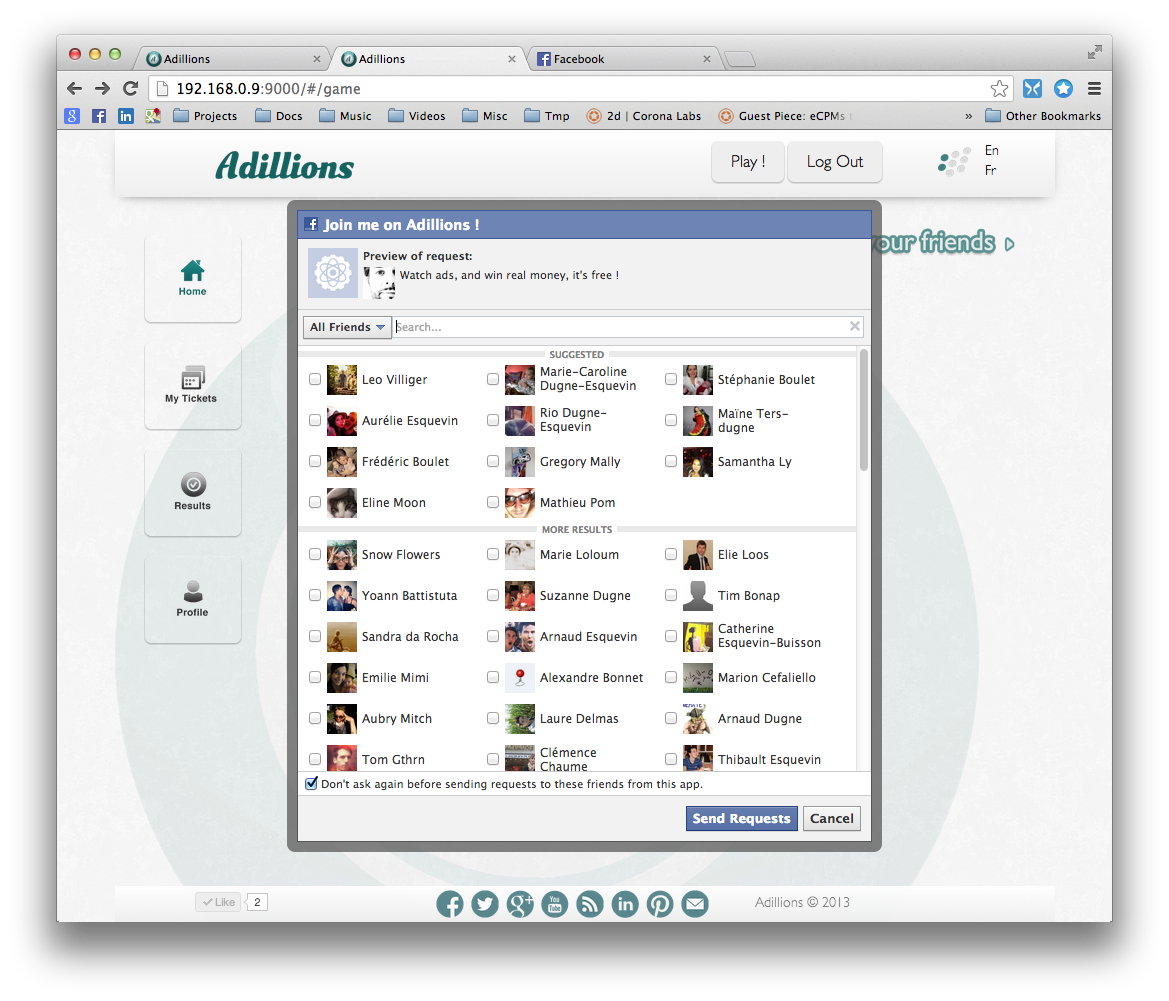 Adillions
Adillions
Facebook
192.168.0.9:9000/#/game
Projects
Docs
Music
Videos
Misc
Tmp
2d | Corona Labs
Guest Piece: eCPMs
»
Other Bookmarks
Adillions
Play !
Log Out
En
Fr
Join me on Adillions !
our friends
Preview of request:
Watch ads, and win real money, it's free !
All Friends
Search...
Home
My Tickets
Results
Profile
SUGGESTED
Leo Villiger
Marie-Caroline
Dugne-Esquevin
Stéphanie Boulet
Aurélie Esquevin
Rio Dugne-
Esquevin
Maïne Ters-
dugne
Frédéric Boulet
Gregory Mally
Samantha Ly
Eline Moon
Mathieu Pom
MORE RESULTS
Snow Flowers
Marie Loloum
Elie Loos
Yoann Battistuta
Suzanne Dugne
Tim Bonap
Sandra da Rocha
Arnaud Esquevin
Catherine
Esquevin-Buisson
Emilie Mimi
Alexandre Bonnet
Marion Cefaliello
Aubry Mitch
Laure Delmas
Arnaud Dugne
Tom Gthrn
Clémence
Chaume
Thibault Esquevin
Don't ask again before sending requests to these friends from this app.
Send Requests
Cancel
Like
2
You
Tube
in
Adillions © 2013